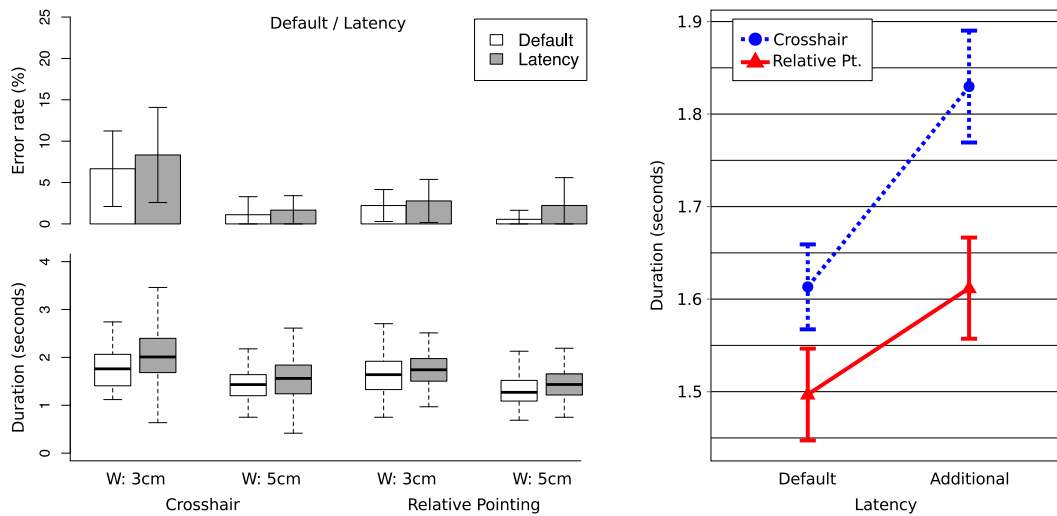 Default / Latency
Default
Latency
Error rate (%)
25
20
15
10
5
0
Duration (seconds)
4
3
2
1
0
W: 3cm W: 5cm W: 3cm W: 5cm
Crosshair Relative Pointing
Crosshair
Relative Pt.
Duration (seconds)
1.9
1.8
1.7
1.6
1.5
Default Additional
Latency